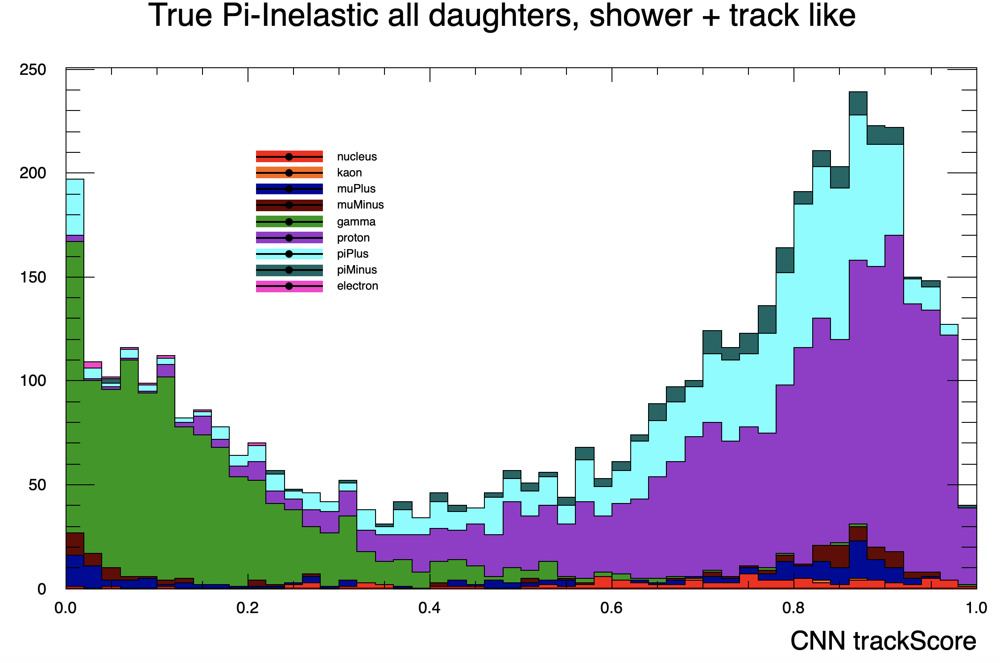 True Pi-Inelastic all daughters, shower + track like
250
200
150
100
50
0
nucleus
kaon
muPlus
muMinus
gamma
proton
piPlus
piMinus
electron
0.0 0.2 0.4 0.6 0.8 1.0
CNN trackScore